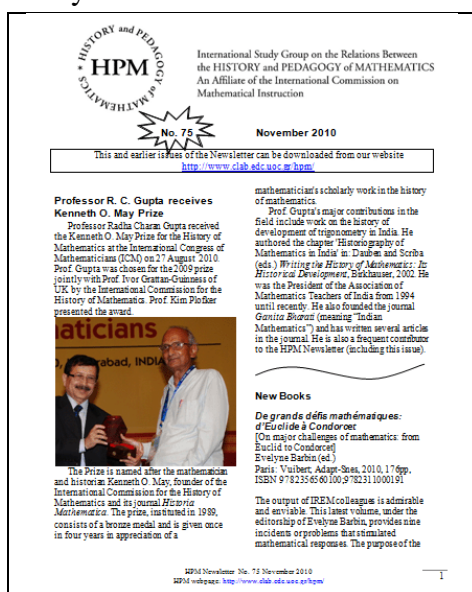 HISTORY and PEDAGOGY of MATHEMATICS
HPM
International Study Group on the Relations Between
the HISTORY and PEDAGOGY of MATHEMATICS
An Affiliate of the International Commission on
Mathematical Instruction
No. 75
November 2010
This and earlier issues of the Newsletter can be downloaded from our website
http://www.clab.edc.uoc.gr/hpm/
Professor R. C. Gupta receives
Kenneth O. May Prize
Professor Radha Charan Gupta received
the Kenneth O. May Prize for the History of
Mathematics at the International Congress of
Mathematicians (ICM) on 27 August 2010.
Prof. Gupta was chosen for the 2009 prize
jointly with Prof. Ivor Grattan-Guinness of
UK by the International Commission for the
History of Mathematics. Prof. Kim Plofker
presented the award.
maticians
abad, INDIA
The Prize is named after the mathematician
and historian Kenneth O. May, founder of the
International Commission for the History of
Mathematics and its journal Historia
Mathematica. The prize, instituted in 1989,
consists of a bronze medal and is given once
in four years in appreciation of a
mathematician's scholarly work in the history
of mathematics.
Prof. Gupta's major contributions in the
field include work on the history of
development of trigonometry in India. He
authored the chapter 'Historiography of
Mathematics in India' in: Dauben and Scriba
(eds.) Writing the History of Mathematics: Its
Historical Development, Birkhauser, 2002. He
was the President of the Association of
Mathematics Teachers of India from 1994
until recently. He also founded the journal
Ganita Bharati (meaning "Indian
Mathematics") and has written several articles
in the journal. He is also a frequent contributor
to the HPM Newsletter (including this issue).
New Books
De grands défis mathématiques:
d'Euclide à Condorcet
[On major challenges of mathematics: from
Euclid to Condorcet]
Evelyne Barbin (ed.)
Paris: Vuibert, Adapt-Snes, 2010, 176pp,
ISBN 9782356560100;9782311000191
The output of IREM colleagues is admirable
and enviable. This latest volume, under the
editorship of Evelyne Barbin, provides nine
incidents or problems that stimulated
mathematical responses. The purpose of the
HPM Newsletter No. 75 November 2010
HPM webpage: http://www.clab.edc.uoc.gr/hpm/
1